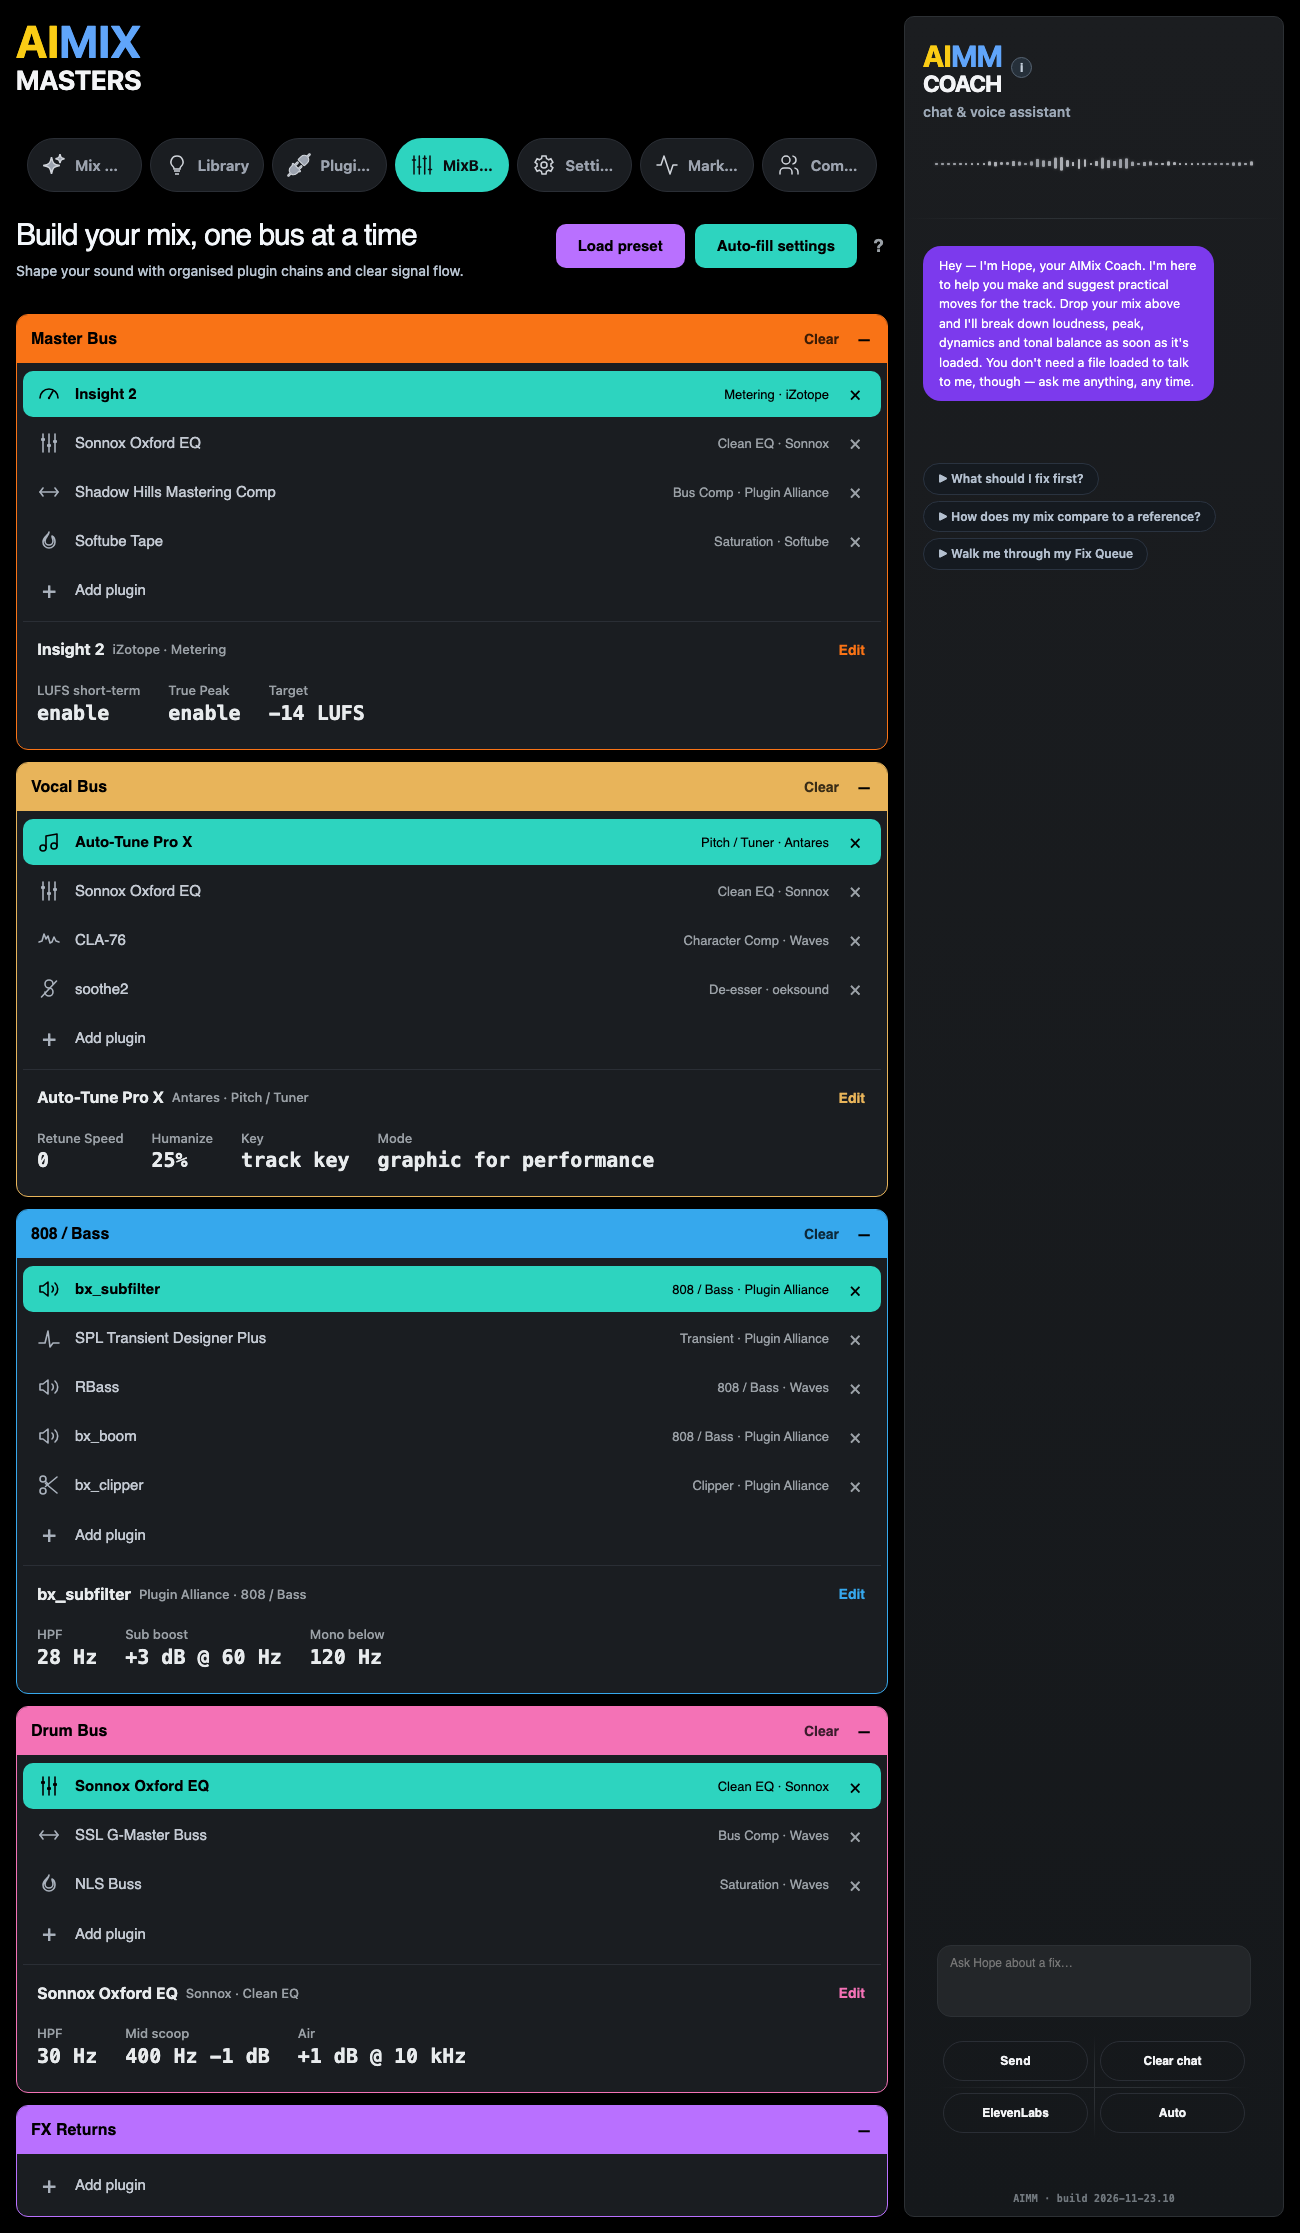 AIMIX
MASTERS
Mix ...
Library
Plugi...
MixB...
Setti...
Mark...
Com...
Build your mix, one bus at a time
Shape your sound with organised plugin chains and clear signal flow.
Load preset
Auto-fill settings
?
Master Bus
Clear
Insight 2
Metering · iZotope
Sonnox Oxford EQ
Clean EQ · Sonnox
Shadow Hills Mastering Comp
Bus Comp · Plugin Alliance
Softube Tape
Saturation · Softube
Add plugin
Insight 2 iZotope · Metering
Edit
LUFS short-term
True Peak
Target
enable
enable
−14 LUFS
Vocal Bus
Clear
Auto-Tune Pro X
Pitch / Tuner · Antares
Sonnox Oxford EQ
Clean EQ · Sonnox
CLA-76
Character Comp · Waves
soothe2
De-esser · oeksound
Add plugin
Auto-Tune Pro X Antares · Pitch / Tuner
Edit
Retune Speed
Humanize
Key
Mode
0
25%
track key
graphic for performance
808 / Bass
Clear
bx_subfilter
808 / Bass · Plugin Alliance
SPL Transient Designer Plus
Transient · Plugin Alliance
RBass
808 / Bass · Waves
bx_boom
808 / Bass · Plugin Alliance
bx_clipper
Clipper · Plugin Alliance
Add plugin
bx_subfilter Plugin Alliance · 808 / Bass
Edit
HPF
Sub boost
Mono below
28 Hz
+3 dB @ 60 Hz
120 Hz
Drum Bus
Clear
Sonnox Oxford EQ
Clean EQ · Sonnox
SSL G-Master Buss
Bus Comp · Waves
NLS Buss
Saturation · Waves
Add plugin
Sonnox Oxford EQ Sonnox · Clean EQ
Edit
HPF
Mid scoop
Air
30 Hz
400 Hz −1 dB
+1 dB @ 10 kHz
FX Returns
Add plugin
AIMM
COACH
i
chat & voice assistant
Hey — I'm Hope, your AIMix Coach. I'm here
to help you make and suggest practical
moves for the track. Drop your mix above
and I'll break down loudness, peak,
dynamics and tonal balance as soon as it's
loaded. You don't need a file loaded to talk
to me, though — ask me anything, any time.
▶ What should I fix first?
▶ How does my mix compare to a reference?
▶ Walk me through my Fix Queue
Ask Hope about a fix...
Send
Clear chat
ElevenLabs
Auto
AIMM · build 2026-11-23.10